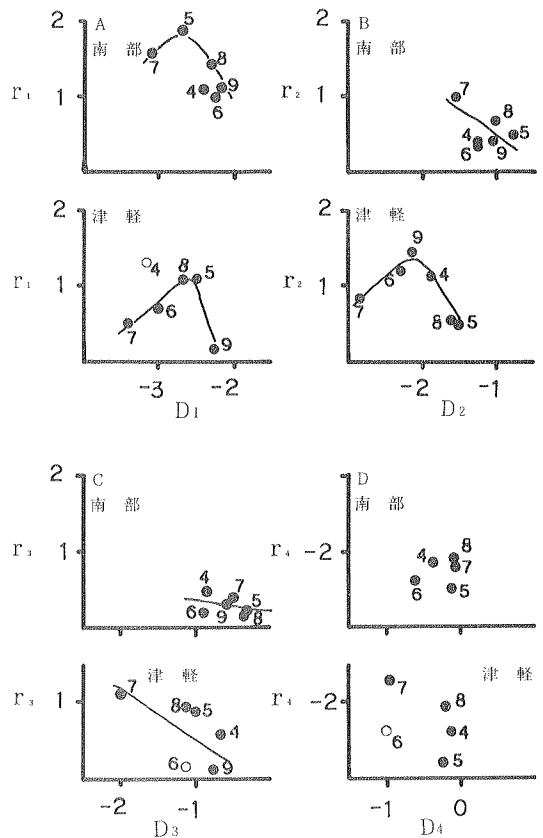 2 A 5
南 部
7 8
r₁ 1 4 9
6
2 B
南 部
7
r₂ 1 8
4 5
6 9
2 津 軽
4 8 5
r₁ 1
7 6
9
-3 -2
D₁
2 津 軽
9
6 4
r₂ 1
7
8 5
-2 -1
D₂
2 C
南 部
r₃ 1
4 7
6 9 5
8
D
南 部
r₄ -2 4 8
7
6 5
津 軽
7
r₃ 1 8 5
4
6 9
-2 -1
D₃
津 軽
7
r₄ -2 8
6 4
5
-1 0
D₄